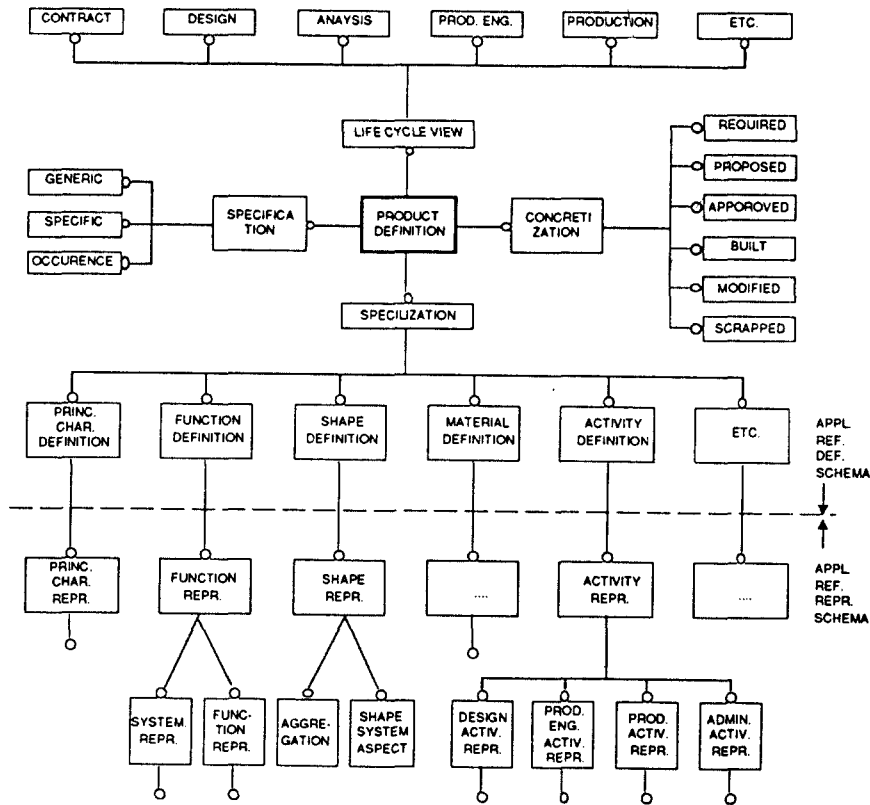 CONTRACT
DESIGN
ANAYSIS
PROD. ENG.
PRODUCTION
ETC.
LIFE CYCLE VIEW
REQUIRED
PROPOSED
APPOROVED
BUILT
MODIFIED
SCRAPPED
GENERIC
SPECIFIC
OCCURENCE
SPECIFICA
TION
PRODUCT
DEFINITION
CONCRETI
ZATION
SPECILIZATION
PRINC.
CHAR.
DEFINITION
FUNCTION
DEFINITION
SHAPE
DEFINITION
MATERIAL
DEFINITION
ACTIVITY
DEFINITION
ETC.
APPL.
REF.
DEF.
SCHEMA
PRINC.
CHAR.
REPR.
FUNCTION
REPR.
SHAPE
REPR.
....
ACTIVITY
REPR.
....
APPL.
REF.
REPR.
SCHEMA
SYSTEM.
REPR.
FUNC-
TION
REPR.
AGGRE-
GATION
SHAPE
SYSTEM
ASPECT
DESIGN
ACTIV.
REPR.
PROD.
ENG.
ACTIV.
REPR.
PROD.
ACTIV.
REPR.
ADMIN.
ACTIV.
REPR.